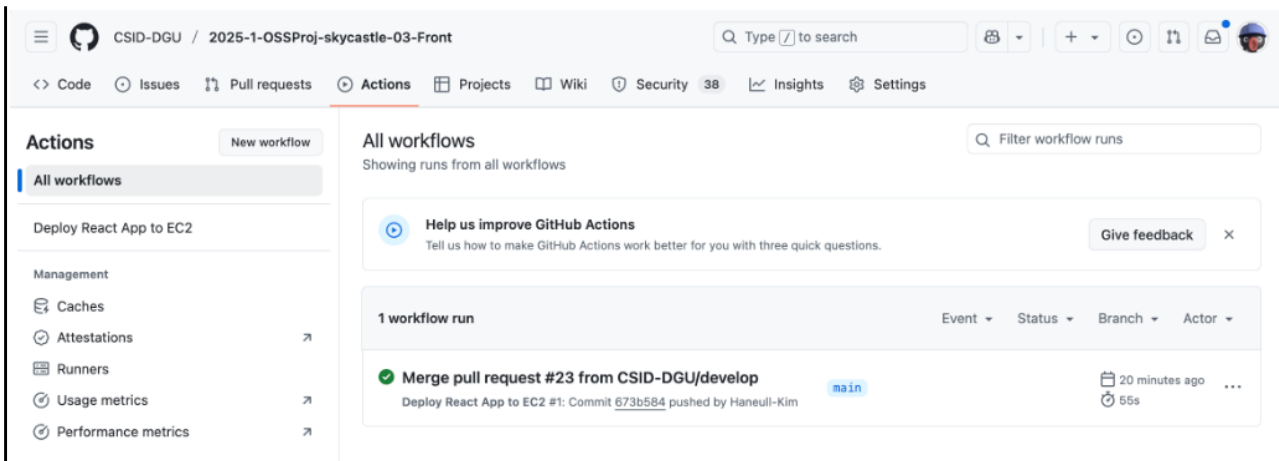 CSID-DGU / 2025-1-OSSProj-skycastle-03-Front
Type / to search
Code Issues Pull requests Actions Projects Wiki Security 38 Insights Settings
Actions
New workflow
All workflows
Deploy React App to EC2
Management
Caches
Attestations
Runners
Usage metrics
Performance metrics
All workflows
Showing runs from all workflows
Filter workflow runs
Help us improve GitHub Actions
Tell us how to make GitHub Actions work better for you with three quick questions.
Give feedback
1 workflow run
Event Status Branch Actor
Merge pull request #23 from CSID-DGU/develop
Deploy React App to EC2 #1: Commit 673b584 pushed by Haneull-Kim
main
20 minutes ago
55s